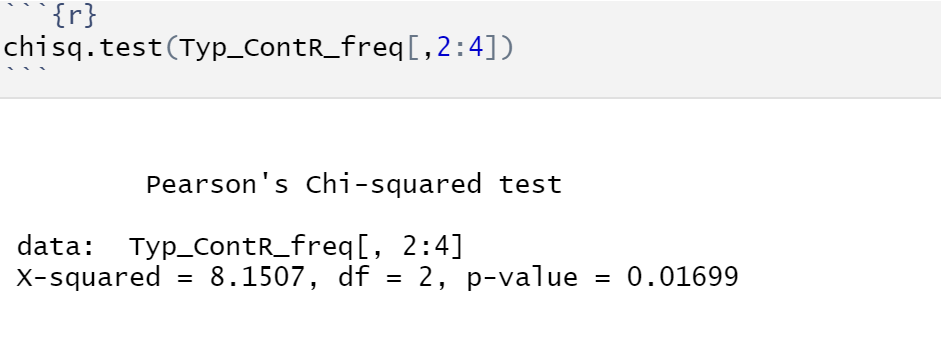 ```{r}
chisq.test(Typ_ContR_freq[,2:4])
```
Pearson's Chi-squared test
data:  Typ_ContR_freq[, 2:4]
X-squared = 8.1507, df = 2, p-value = 0.01699